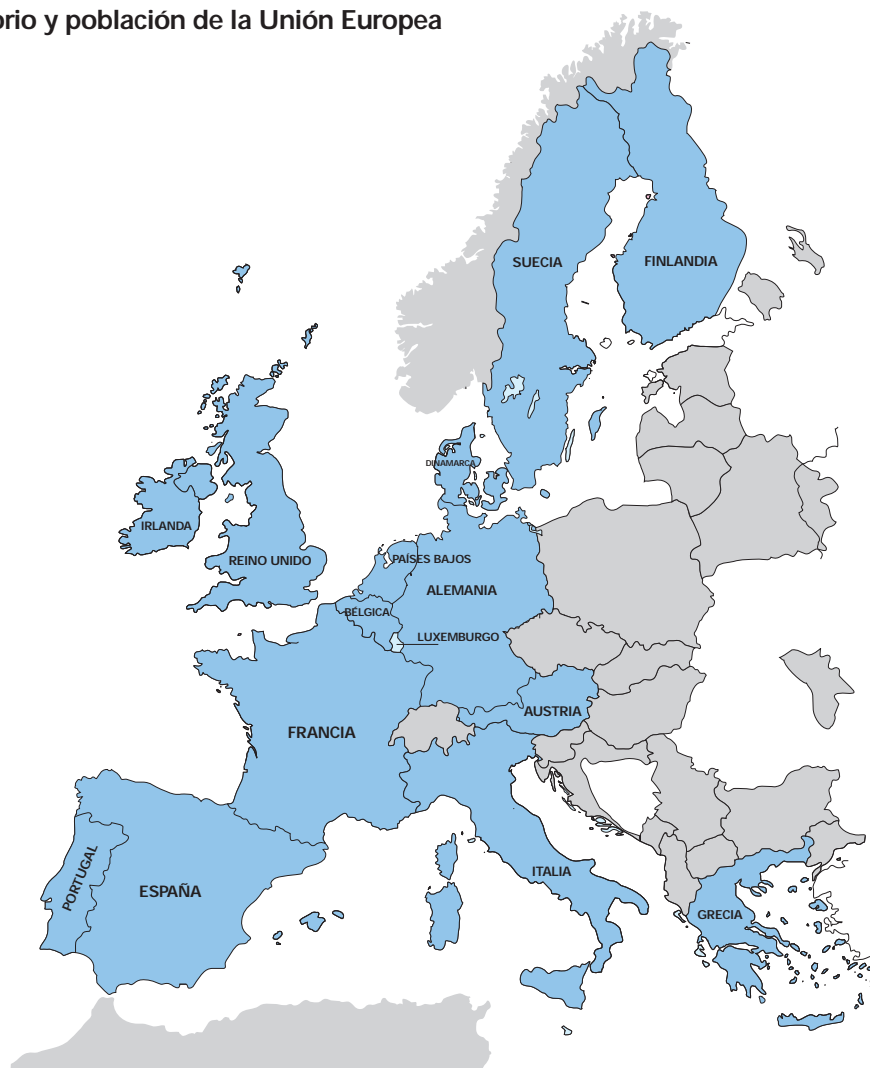 orio y población de la Unión Europea
SUECIA
FINLANDIA
DINAMARCA
IRLANDA
REINO UNIDO
PAÍSES BAJOS
ALEMANIA
BÉLGICA
LUXEMBURGO
AUSTRIA
FRANCIA
PORTUGAL
ESPAÑA
ITALIA
GRECIA